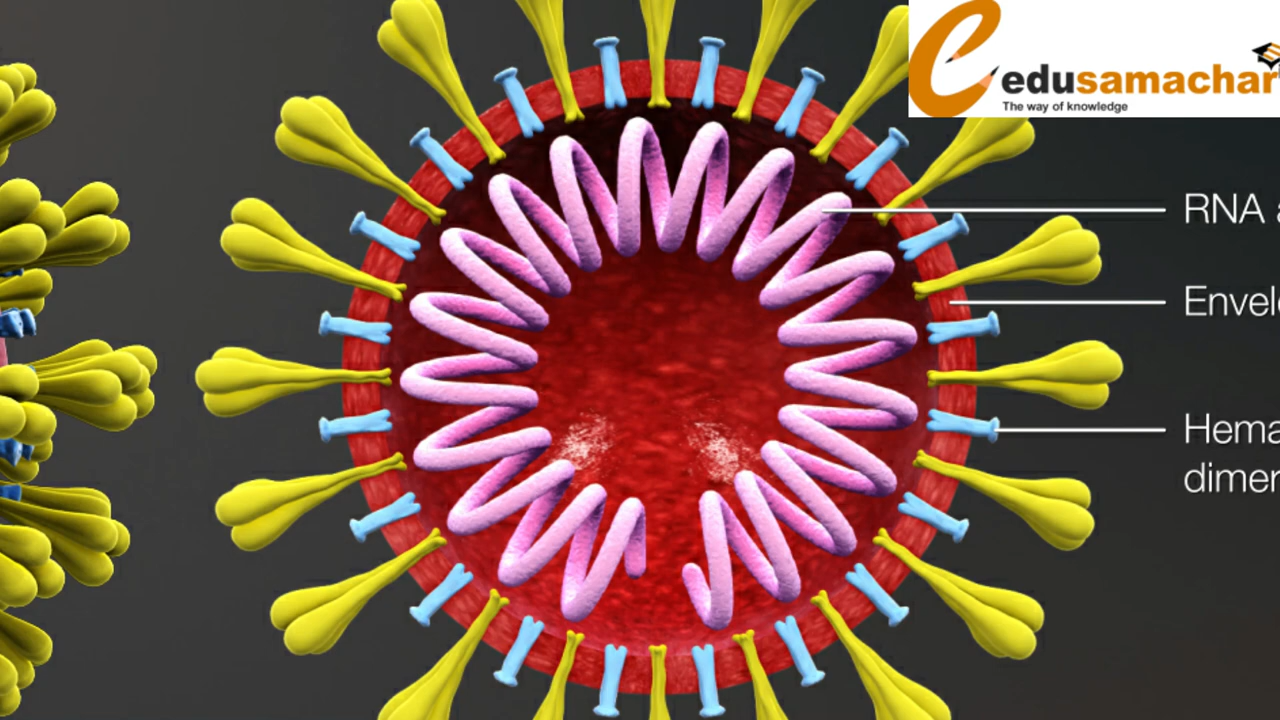 edusamachar
The way of knowledge
RNA
Envel
Hema
dimer